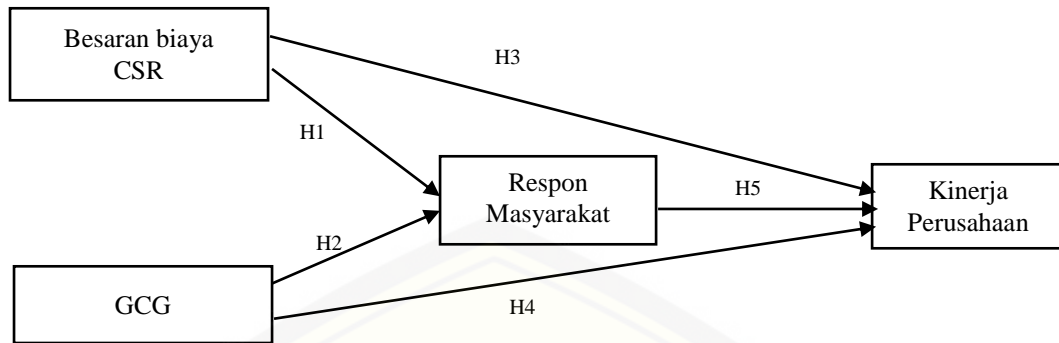 Besaran biaya
CSR
H3
H1
Respon
Masyarakat
H5
Kinerja
Perusahaan
H2
GCG
H4